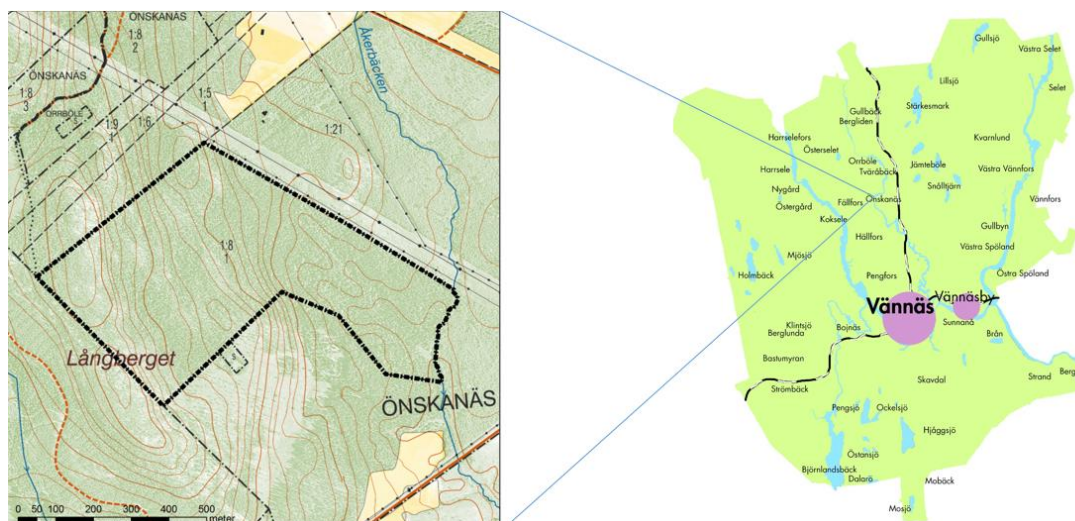 ÖNSKANÄS
1:8
2
Åkerbäcken
ÖNSKANÄS
1:8
3
ORRBÖLE
1:9
1:6
1:5
1
1:21
1:8
1
Långberget
ÖNSKANÄS
0 50 100 200 300 400 500
meter
Gullsjö
Västra Selet
Lillsjö
Selet
Stärkesmark
Gullbäck
Bergliden
Harrselefors
Österselet
Kvarnlund
Orrböle
Tväråbäck
Jämteböle
Harrsele
Västra Vännfors
Snålltjärn
Nygård
Östergård
Fällfors
Önskanäs
Vännfors
Koksele
Gullbyn
Hällfors
Västra Spöland
Mjösjö
Östra Spöland
Holmbäck
Pengfors
Vännäs
Vännäsby
Sunnanå
Klintsjö
Bojnäs
Berglunda
Brån
Bastumyran
Skavdal
Strand
Berg
Strömbäck
Pengsjö
Ockelsjö
Hjåggsjö
Östansjö
Björnlandsbäck
Dalarö
Mobäck
Mosjö